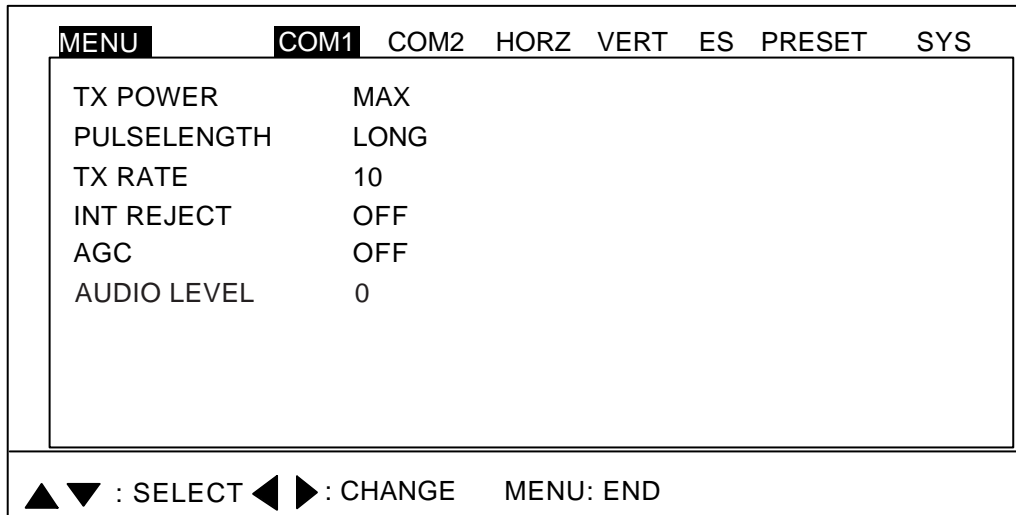 MENU COM1 COM2 HORZ VERT ES PRESET SYS
TX POWER MAX
PULSELENGTH LONG
TX RATE 10
INT REJECT OFF
AGC OFF
AUDIO LEVEL 0
▲ ▼ : SELECT ◀ ▶ : CHANGE MENU: END